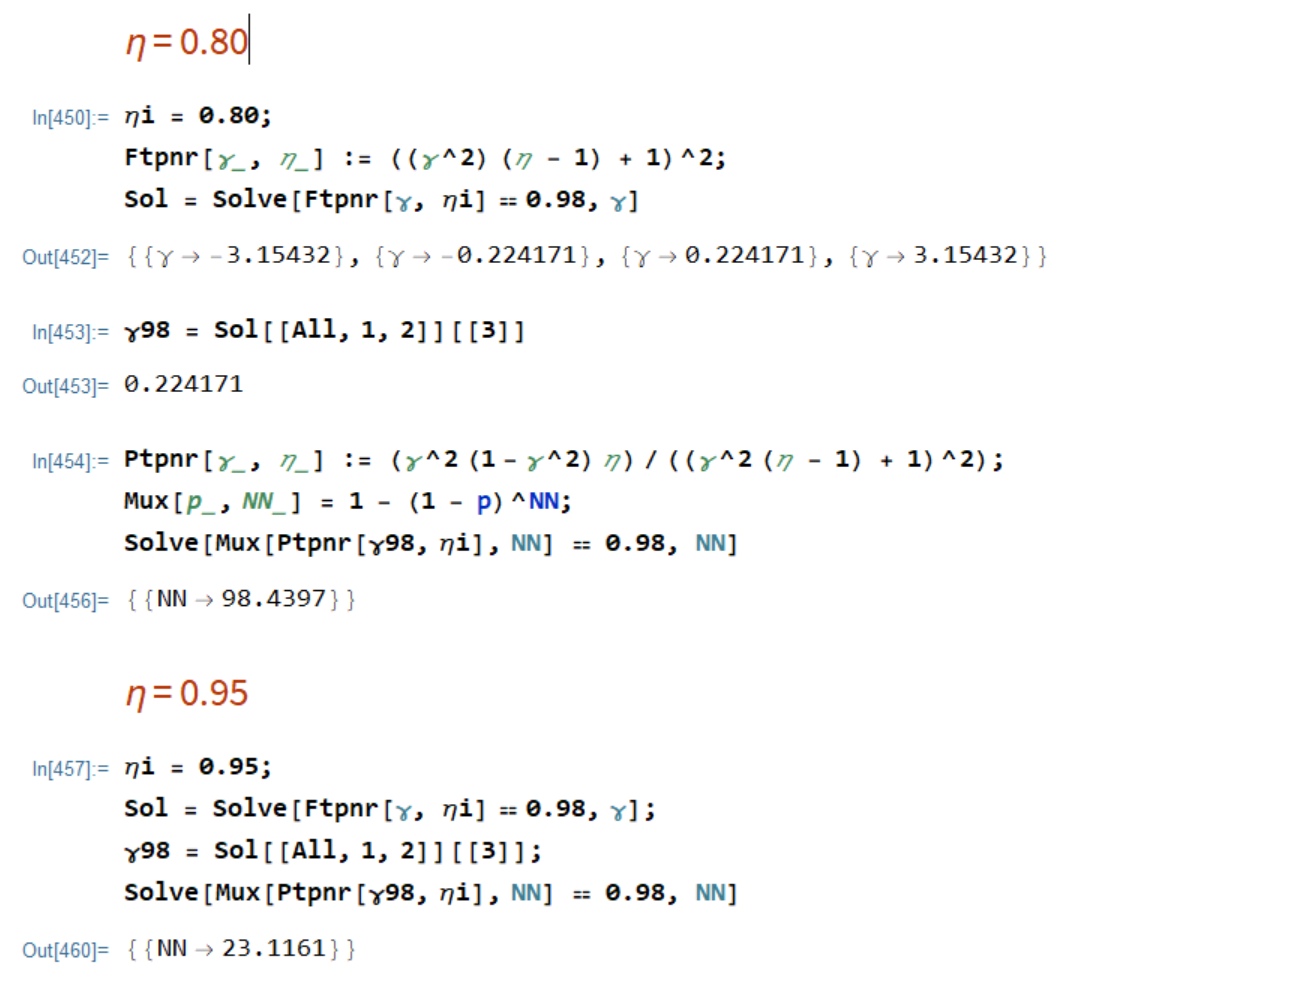 η = 0.80
In[450]:= ηi = 0.80;
Ftpnr[γ_, η_] := ((γ^2) (η - 1) + 1)^2;
Sol = Solve[Ftpnr[γ, ηi] == 0.98, γ]
Out[452]= {{γ → -3.15432}, {γ → -0.224171}, {γ → 0.224171}, {γ → 3.15432}}
In[453]:= γ98 = Sol[[All, 1, 2]][[3]]
Out[453]= 0.224171
In[454]:= Ptpnr[γ_, η_] := (γ^2 (1 - γ^2) η) / ((γ^2 (η - 1) + 1)^2);
Mux[p_, NN_] = 1 - (1 - p)^NN;
Solve[Mux[Ptpnr[γ98, ηi], NN] == 0.98, NN]
Out[456]= {{NN → 98.4397}}
η = 0.95
In[457]:= ηi = 0.95;
Sol = Solve[Ftpnr[γ, ηi] == 0.98, γ];
γ98 = Sol[[All, 1, 2]][[3]];
Solve[Mux[Ptpnr[γ98, ηi], NN] == 0.98, NN]
Out[460]= {{NN → 23.1161}}